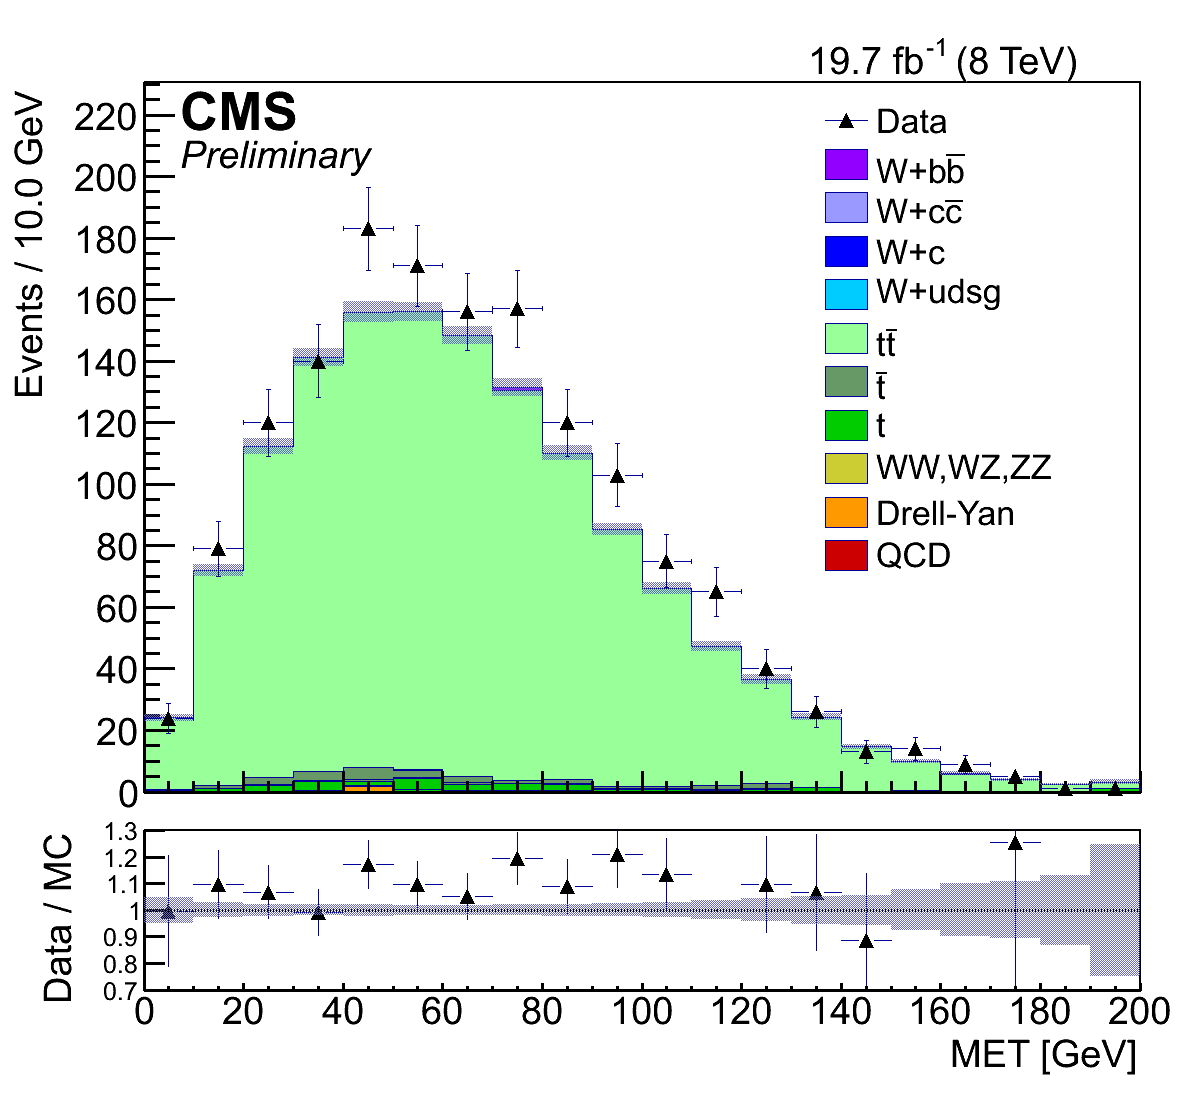 19.7 fb⁻¹ (8 TeV)
CMS
Preliminary
Events / 10.0 GeV
220
200
180
160
140
120
100
80
60
40
20
0
Data
W+bb̅
W+cc̅
W+c
W+udsg
tt̅
t̅
t
WW,WZ,ZZ
Drell-Yan
QCD
Data / MC
1.3
1.2
1.1
1
0.9
0.8
0.7
0 20 40 60 80 100 120 140 160 180 200
MET [GeV]